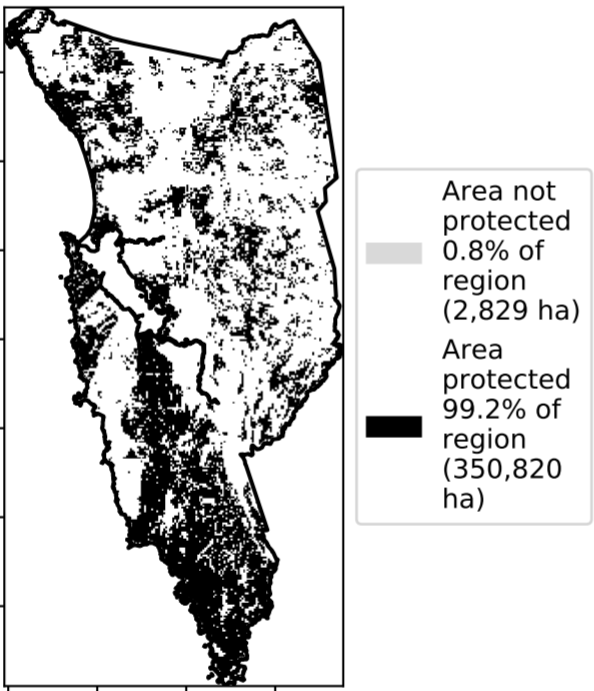 Area not
protected
0.8% of
region
(2,829 ha)
Area
protected
99.2% of
region
(350,820
ha)